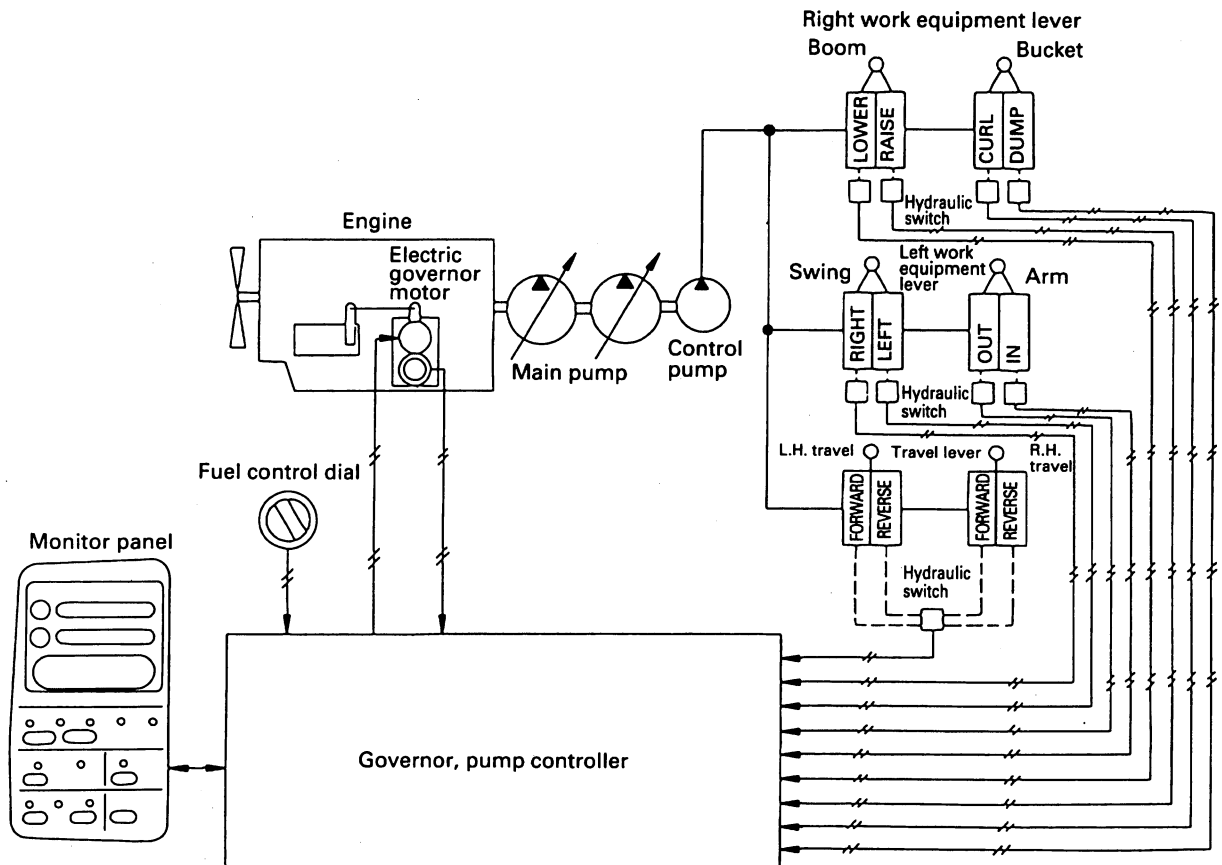 Right work equipment lever
Boom
Bucket
LOWER
RAISE
CURL
DUMP
Hydraulic
switch
Engine
Electric
governor
motor
Left work
equipment
lever
Swing
Arm
RIGHT
LEFT
OUT
IN
Main pump
Control
pump
Hydraulic
switch
L.H. travel
Travel lever
R.H.
travel
FORWARD
REVERSE
FORWARD
REVERSE
Hydraulic
switch
Fuel control dial
Monitor panel
Governor, pump controller